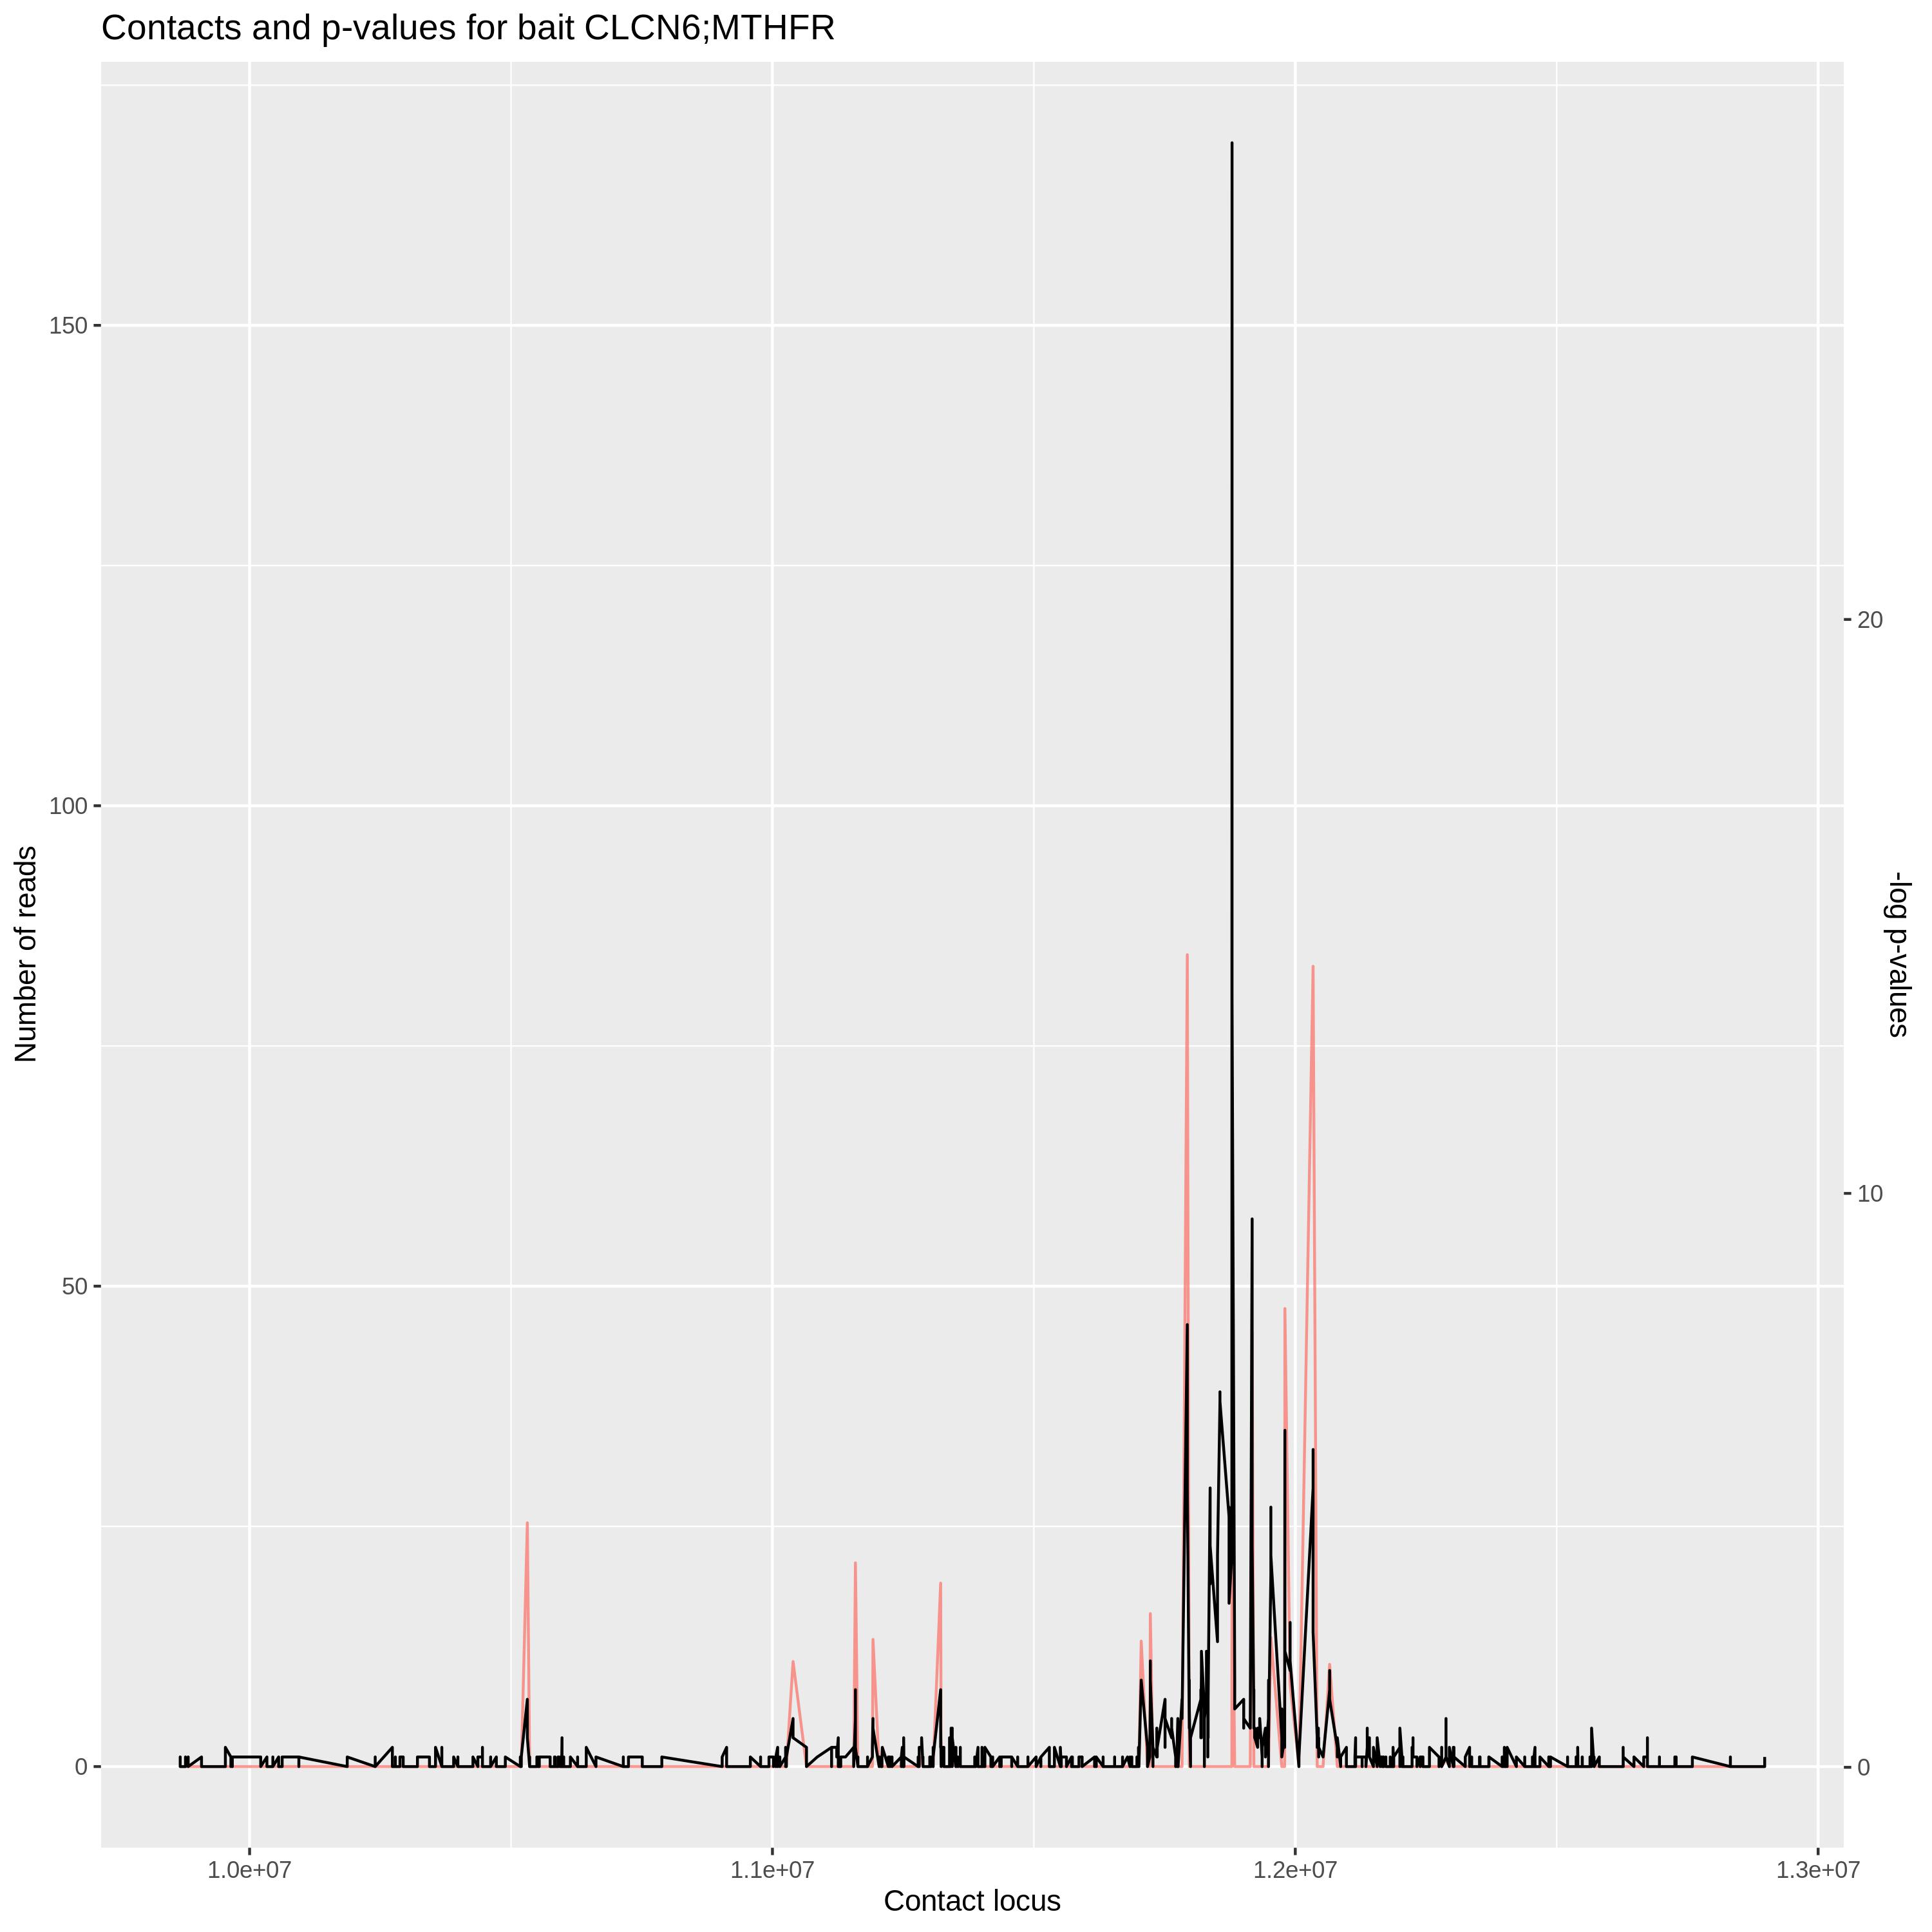 Contacts and p-values for bait CLCN6;MTHFR
150
100
50
0
Number of reads
20
10
0
-log p-values
1.0e+07
1.1e+07
1.2e+07
1.3e+07
Contact locus